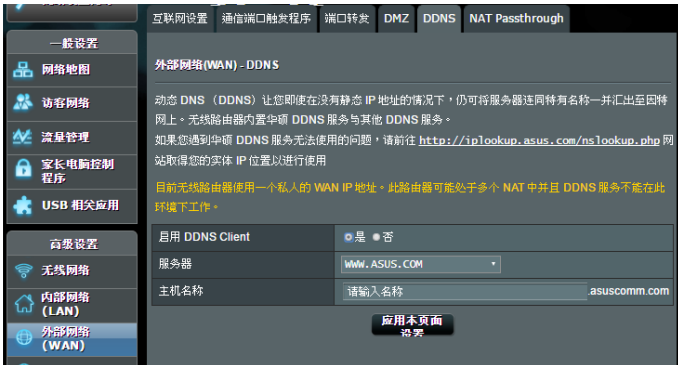 互联网设置 通信端口触发程序 端口转发 DMZ DDNS NAT Passthrough
一般设置
网络地图
访客网络
流量管理
家长电脑控制
程序
USB 相关应用
高级设置
无线网络
内部网络
(LAN)
外部网络
(WAN)
外部网络(WAN) - DDNS
动态 DNS （DDNS）让您即使在没有静态 IP 地址的情况下，仍可将服务器连同特有名称一并汇出至因特
网上。无线路由器内置华硕 DDNS 服务与其他 DDNS 服务。
如果您遇到华硕 DDNS 服务无法使用的问题，请前往 http://iplookup.asus.com/nslookup.php 网
站取得您的实体 IP 位置以进行使用
目前无线路由器使用一个私人的 WAN IP 地址。此路由器可能处于多个 NAT 中并且 DDNS 服务不能在此
环境下工作。
启用 DDNS Client 是 否
服务器 WWW.ASUS.COM
主机名称 请输入名称 .asuscomm.com
应用本页面
设置